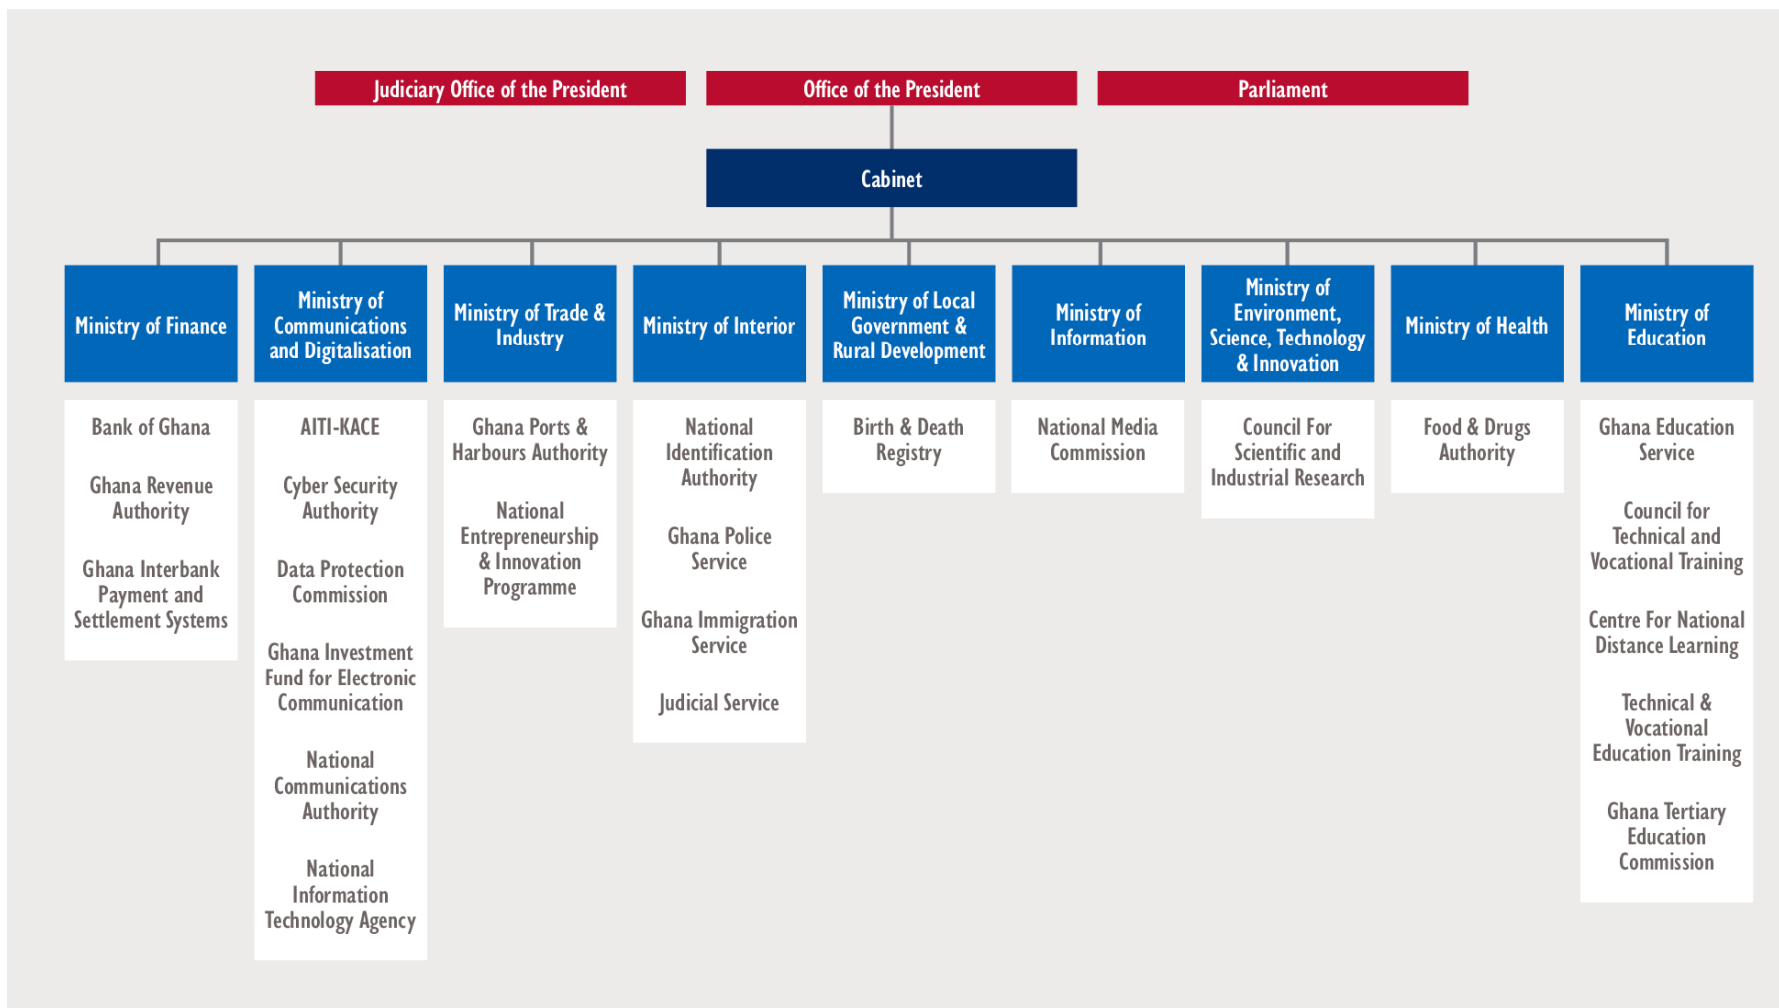 Judiciary Office of the President
Office of the President
Parliament
Cabinet
Ministry of Finance
Ministry of
Communications
and Digitalisation
Ministry of Trade &
Industry
Ministry of Interior
Ministry of Local
Government &
Rural Development
Ministry of
Information
Ministry of
Environment,
Science, Technology
& Innovation
Ministry of Health
Ministry of
Education
Bank of Ghana
Ghana Revenue
Authority
Ghana Interbank
Payment and
Settlement Systems
AITI-KACE
Cyber Security
Authority
Data Protection
Commission
Ghana Investment
Fund for Electronic
Communication
National
Communications
Authority
National
Information
Technology Agency
Ghana Ports &
Harbours Authority
National
Entrepreneurship
& Innovation
Programme
National
Identification
Authority
Ghana Police
Service
Ghana Immigration
Service
Judicial Service
Birth & Death
Registry
National Media
Commission
Council For
Scientific and
Industrial Research
Food & Drugs
Authority
Ghana Education
Service
Council for
Technical and
Vocational Training
Centre For National
Distance Learning
Technical &
Vocational
Education Training
Ghana Tertiary
Education
Commission